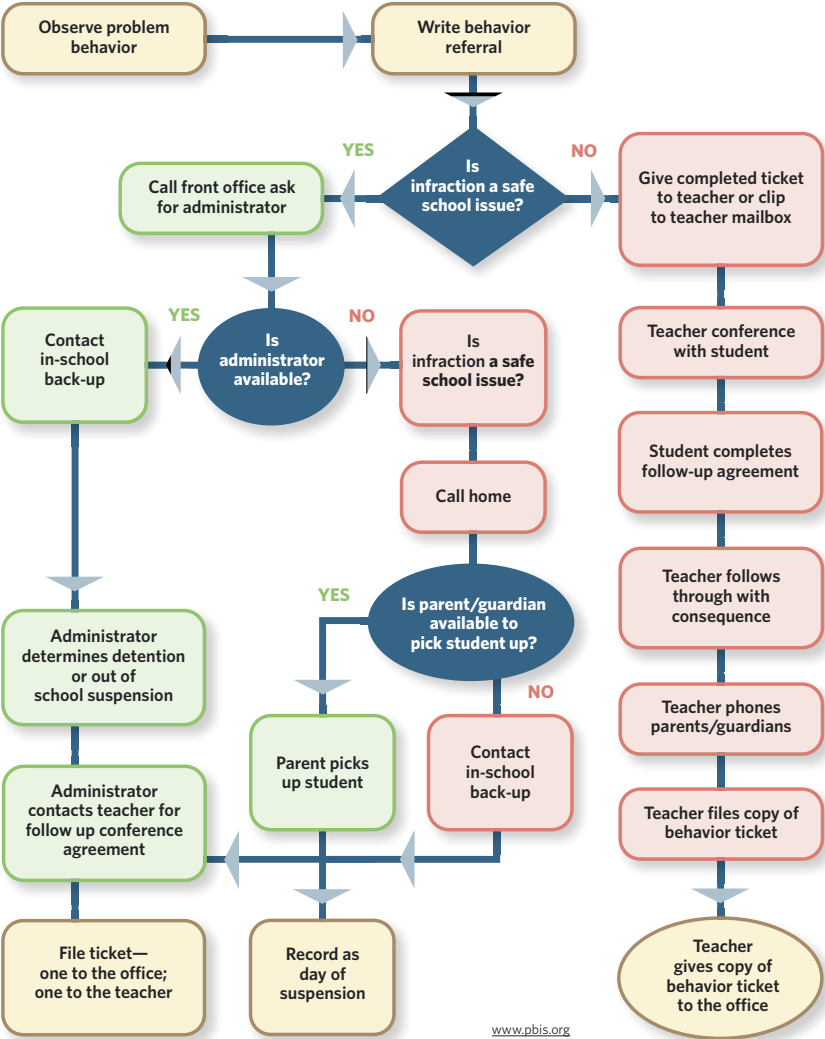 Observe problem
behavior
Write behavior
referral
YES
Is
infraction a safe
school issue?
NO
Call front office ask
for administrator
Give completed ticket
to teacher or clip
to teacher mailbox
YES
Is
administrator
available?
NO
Contact
in-school
back-up
Is
infraction a safe
school issue?
Teacher conference
with student
Call home
Student completes
follow-up agreement
YES
Is parent/guardian
available to
pick student up?
NO
Teacher follows
through with
consequence
Administrator
determines detention
or out of
school suspension
Parent picks
up student
Contact
in-school
back-up
Teacher phones
parents/guardians
Administrator
contacts teacher for
follow up conference
agreement
Teacher files copy of
behavior ticket
File ticket—
one to the office;
one to the teacher
Record as
day of
suspension
Teacher
gives copy of
behavior ticket
to the office
www.pbis.org